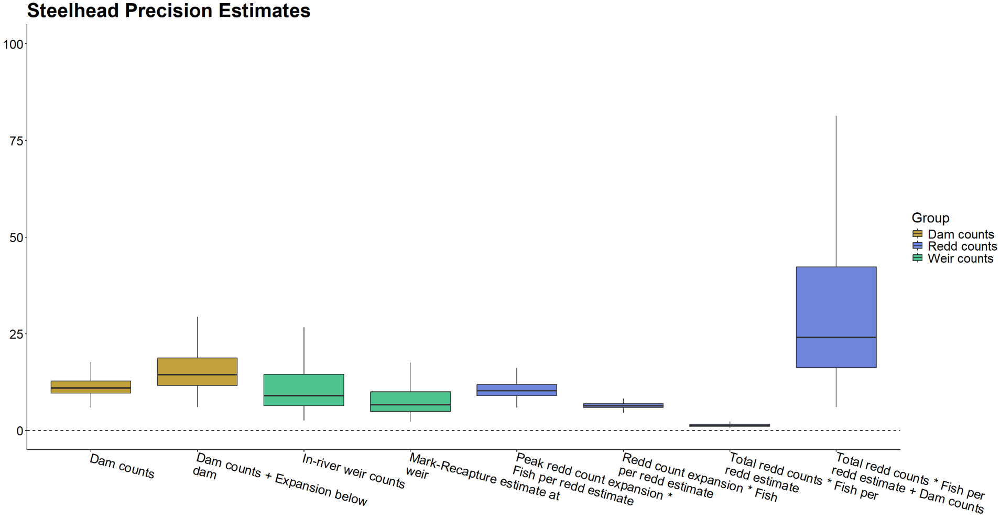 Steelhead Precision Estimates
100
75
50
25
0
Group
Dam counts
Redd counts
Weir counts
Dam counts
Dam counts + Expansion below
dam
In-river weir counts
Mark-Recapture estimate at
weir
Peak redd count expansion *
Fish per redd estimate
Redd count expansion * Fish
per redd estimate
Total redd counts * Fish per
redd estimate
Total redd counts * Fish per
redd estimate + Dam counts